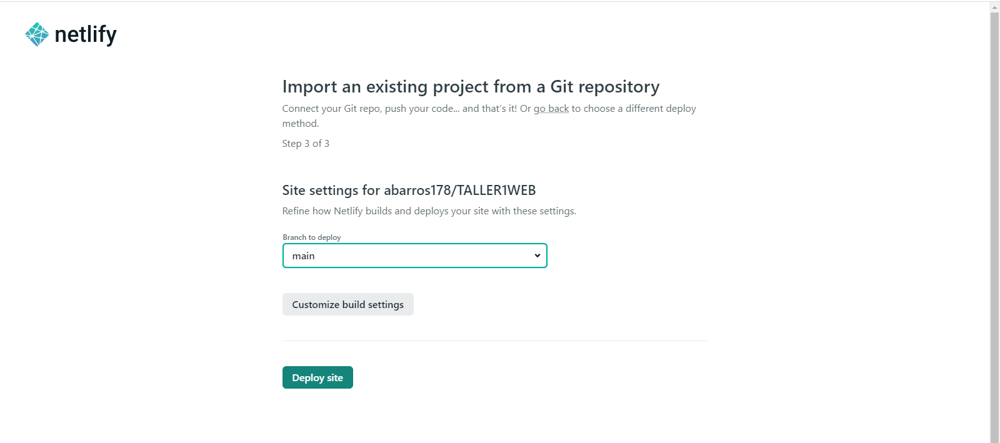 netlify
Import an existing project from a Git repository
Connect your Git repo, push your code... and that's it! Or go back to choose a different deploy
method.
Step 3 of 3
Site settings for abarros178/TALLER1WEB
Refine how Netlify builds and deploys your site with these settings.
Branch to deploy
main
Customize build settings
Deploy site